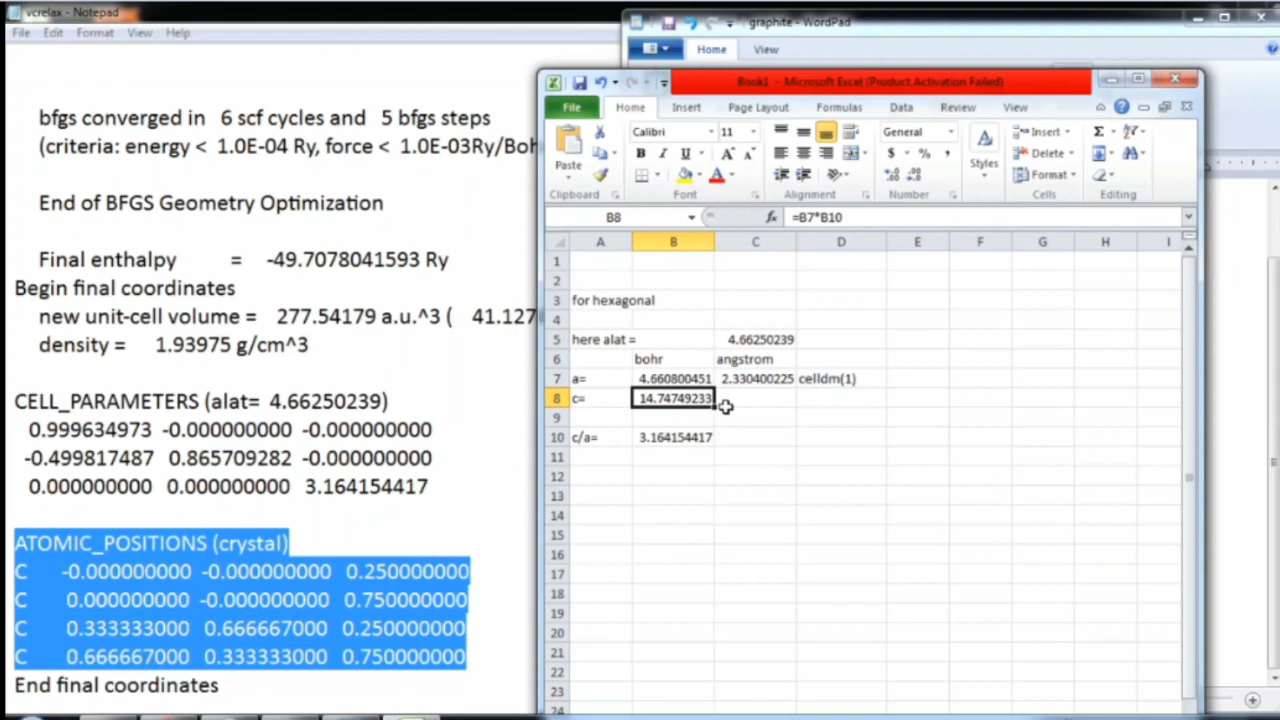 vcrelax - Notepad
File Edit Format View Help
bfgs converged in 6 scf cycles and 5 bfgs steps
(criteria: energy < 1.0E-04 Ry, force < 1.0E-03Ry/Boh
End of BFGS Geometry Optimization
Final enthalpy = -49.7078041593 Ry
Begin final coordinates
new unit-cell volume = 277.54179 a.u.^3 ( 41.127
density = 1.93975 g/cm^3
CELL_PARAMETERS (alat= 4.66250239)
0.999634973 -0.000000000 -0.000000000
-0.499817487 0.865709282 -0.000000000
0.000000000 0.000000000 3.164154417
ATOMIC_POSITIONS (crystal)
C -0.000000000 -0.000000000 0.250000000
C 0.000000000 -0.000000000 0.750000000
C 0.333333000 0.666667000 0.250000000
C 0.666667000 0.333333000 0.750000000
End final coordinates
graphite - WordPad
Home View
Book1 - Microsoft Excel (Product Activation Failed)
File Home Insert Page Layout Formulas Data Review View
Calibri 11 General Insert
Paste B I U $ % , Styles Delete
Format
Clipboard Font Alignment Number Cells Editing
B8 fx =B7*B10
A B C D E F G H I
1
2
3 for hexagonal
4
5 here alat = 4.66250239
6 bohr angstrom
7 a= 4.660800451 2.330400225 celldm(1)
8 c= 14.74749233
9
10 c/a= 3.164154417
11
12
13
14
15
16
17
18
19
20
21
22
23
24